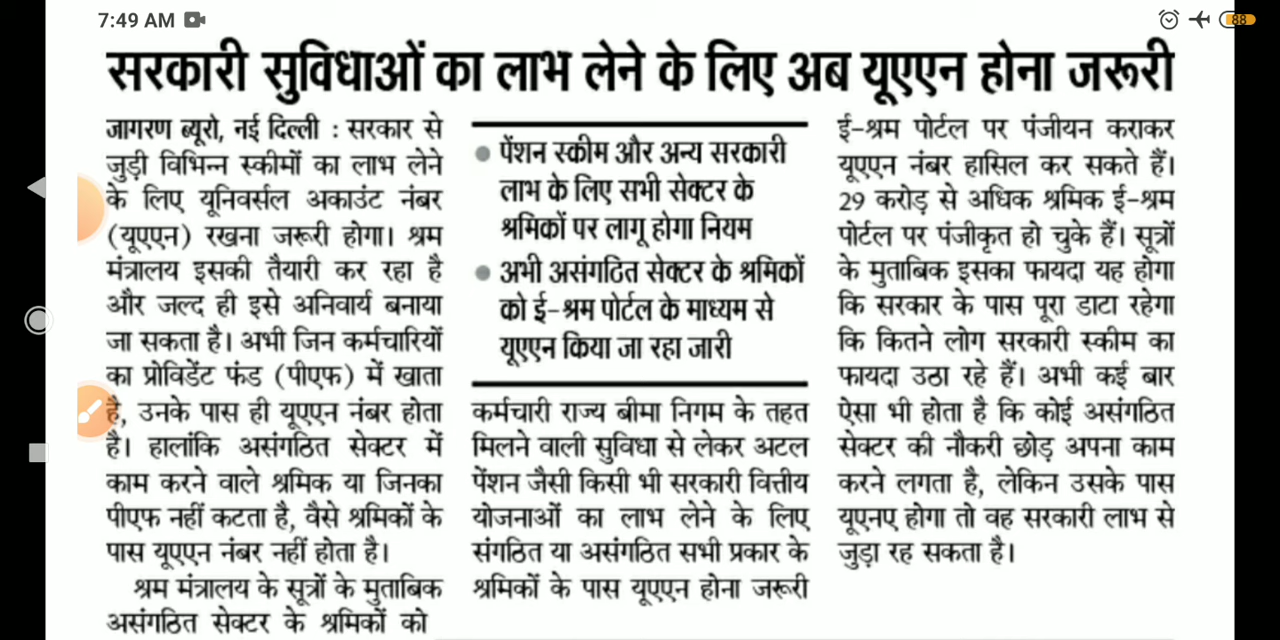 7:49 AM
88
सरकारी सुविधाओं का लाभ लेने के लिए अब यूएएन होना जरूरी
जागरण ब्यूरो, नई दिल्ली : सरकार से
जुड़ी विभिन्न स्कीमों का लाभ लेने
के लिए यूनिवर्सल अकाउंट नंबर
(यूएएन) रखना जरूरी होगा। श्रम
मंत्रालय इसकी तैयारी कर रहा है
और जल्द ही इसे अनिवार्य बनाया
जा सकता है। अभी जिन कर्मचारियों
का प्रोविडेंट फंड (पीएफ) में खाता
है, उनके पास ही यूएएन नंबर होता
है। हालांकि असंगठित सेक्टर में
काम करने वाले श्रमिक या जिनका
पीएफ नहीं कटता है, वैसे श्रमिकों के
पास यूएएन नंबर नहीं होता है।
श्रम मंत्रालय के सूत्रों के मुताबिक
असंगठित सेक्टर के श्रमिकों को
पेंशन स्कीम और अन्य सरकारी
लाभ के लिए सभी सेक्टर के
श्रमिकों पर लागू होगा नियम
अभी असंगठित सेक्टर के श्रमिकों
को ई-श्रम पोर्टल के माध्यम से
यूएएन किया जा रहा जारी
कर्मचारी राज्य बीमा निगम के तहत
मिलने वाली सुविधा से लेकर अटल
पेंशन जैसी किसी भी सरकारी वित्तीय
योजनाओं का लाभ लेने के लिए
संगठित या असंगठित सभी प्रकार के
श्रमिकों के पास यूएएन होना जरूरी
ई-श्रम पोर्टल पर पंजीयन कराकर
यूएएन नंबर हासिल कर सकते हैं।
29 करोड़ से अधिक श्रमिक ई-श्रम
पोर्टल पर पंजीकृत हो चुके हैं। सूत्रों
के मुताबिक इसका फायदा यह होगा
कि सरकार के पास पूरा डाटा रहेगा
कि कितने लोग सरकारी स्कीम का
फायदा उठा रहे हैं। अभी कई बार
ऐसा भी होता है कि कोई असंगठित
सेक्टर की नौकरी छोड़ अपना काम
करने लगता है, लेकिन उसके पास
यूएनए होगा तो वह सरकारी लाभ से
जुड़ा रह सकता है।